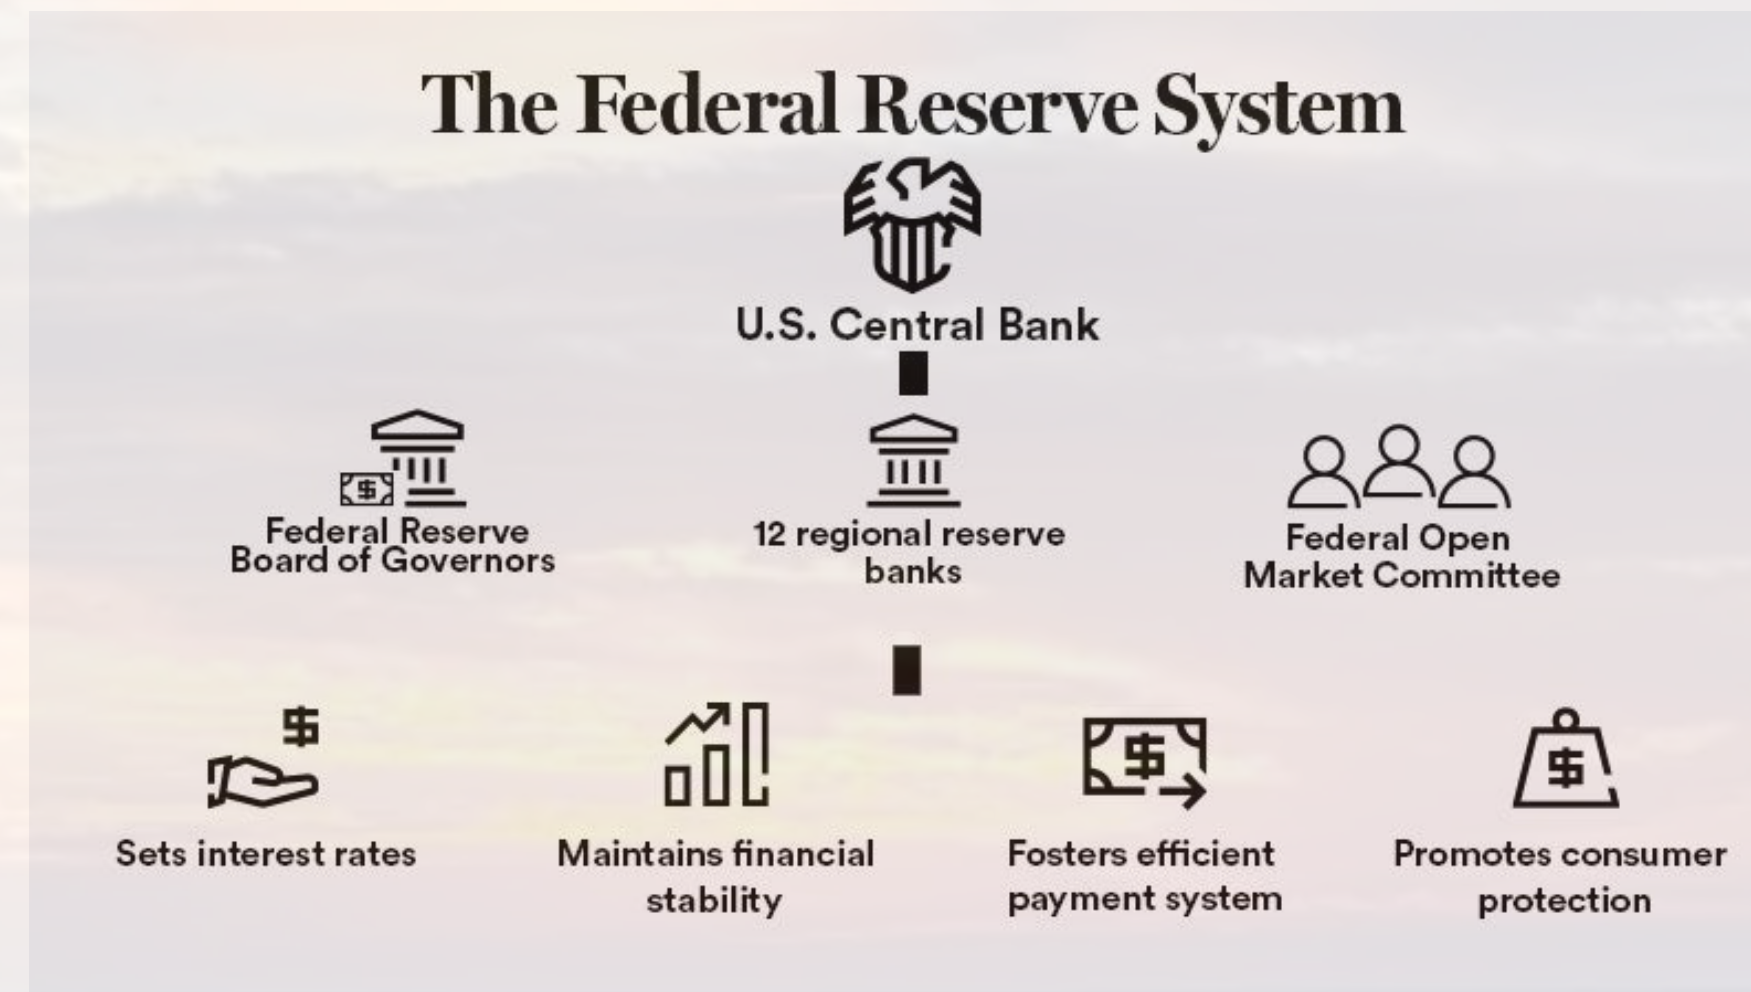 The Federal Reserve System
U.S. Central Bank
Federal Reserve
Board of Governors
12 regional reserve
banks
Federal Open
Market Committee
Sets interest rates
Maintains financial
stability
Fosters efficient
payment system
Promotes consumer
protection